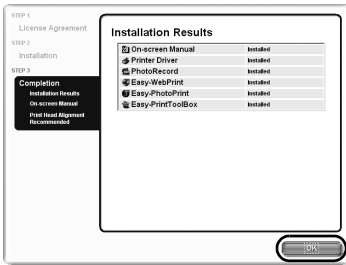 STEP 1
License Agreement
STEP 2
Installation
STEP 3
Completion
Installation Results
On-screen Manual
Print Head Alignment
Recommended
Installation Results
On-screen Manual Installed
Printer Driver Installed
PhotoRecord Installed
Easy-WebPrint Installed
Easy-PhotoPrint Installed
Easy-PrintToolBox Installed
OK